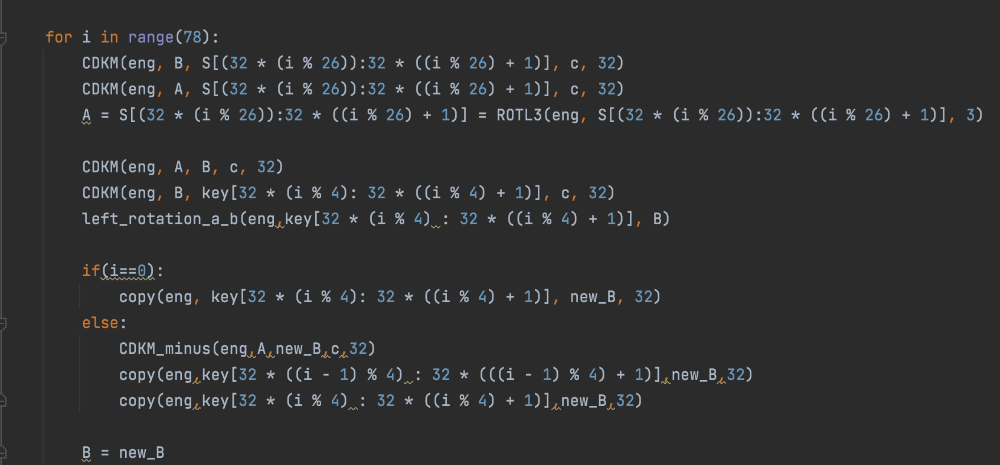 for i in range(78):
    CDKM(eng, B, S[(32 * (i % 26)):32 * ((i % 26) + 1)], c, 32)
    CDKM(eng, A, S[(32 * (i % 26)):32 * ((i % 26) + 1)], c, 32)
    A = S[(32 * (i % 26)):32 * ((i % 26) + 1)] = ROTL3(eng, S[(32 * (i % 26)):32 * ((i % 26) + 1)], 3)
    CDKM(eng, A, B, c, 32)
    CDKM(eng, B, key[32 * (i % 4): 32 * ((i % 4) + 1)], c, 32)
    left_rotation_a_b(eng,key[32 * (i % 4) : 32 * ((i % 4) + 1)], B)
    if(i==0):
        copy(eng, key[32 * (i % 4): 32 * ((i % 4) + 1)], new_B, 32)
    else:
        CDKM_minus(eng,A,new_B,c,32)
        copy(eng,key[32 * ((i - 1) % 4) : 32 * (((i - 1) % 4) + 1)],new_B,32)
        copy(eng,key[32 * (i % 4) : 32 * ((i % 4) + 1)],new_B,32)
    B = new_B